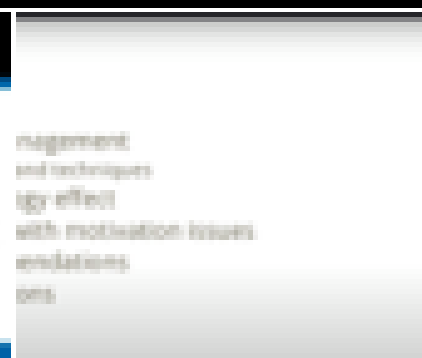 nagement
and techniques
gy effect
with motivation issues
endations
ons